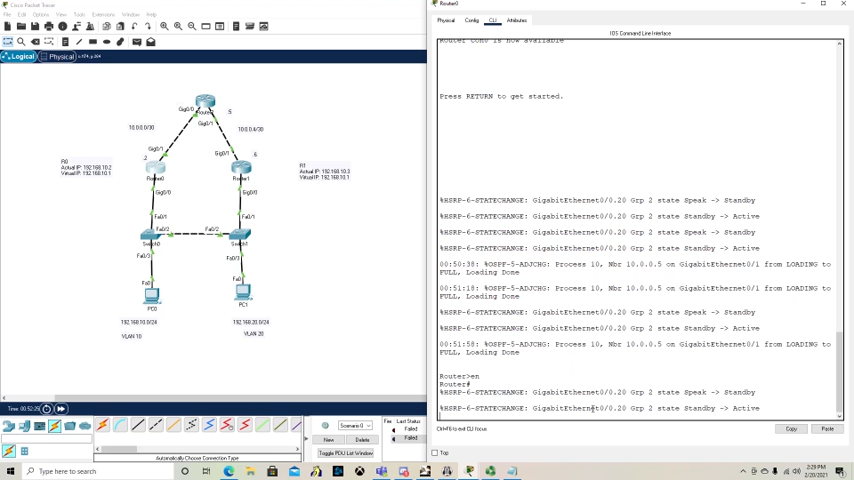 Cisco Packet Tracer
File Edit Options View Tools Extensions Window Help
Logical
Physical
Router0
Physical Config CLI Attributes
IOS Command Line Interface
Router con0 is now available
Press RETURN to get started.
%HSRP-6-STATECHANGE: GigabitEthernet0/0.20 Grp 2 state Speak -> Standby
%HSRP-6-STATECHANGE: GigabitEthernet0/0.20 Grp 2 state Standby -> Active
%HSRP-6-STATECHANGE: GigabitEthernet0/0.20 Grp 2 state Speak -> Standby
%HSRP-6-STATECHANGE: GigabitEthernet0/0.20 Grp 2 state Standby -> Active
00:50:38: %OSPF-5-ADJCHG: Process 10, Nbr 10.0.0.5 on GigabitEthernet0/1 from LOADING to
FULL, Loading Done
00:51:18: %OSPF-5-ADJCHG: Process 10, Nbr 10.0.0.5 on GigabitEthernet0/1 from LOADING to
FULL, Loading Done
%HSRP-6-STATECHANGE: GigabitEthernet0/0.20 Grp 2 state Speak -> Standby
%HSRP-6-STATECHANGE: GigabitEthernet0/0.20 Grp 2 state Standby -> Active
00:51:58: %OSPF-5-ADJCHG: Process 10, Nbr 10.0.0.5 on GigabitEthernet0/1 from LOADING to
FULL, Loading Done
Router>en
Router#
%HSRP-6-STATECHANGE: GigabitEthernet0/0.20 Grp 2 state Speak -> Standby
%HSRP-6-STATECHANGE: GigabitEthernet0/0.20 Grp 2 state Standby -> Active
Ctrl+F6 to exit CLI focus
Copy
Paste
Top
Gig0/0
.5
Gig0/1
10.0.0.0/30
10.0.0.4/30
Gig0/1
Gig0/1
.2
.6
R0
Actual IP: 192.168.10.2
Virtual IP: 192.168.10.1
R1
Actual IP: 192.168.10.3
Virtual IP: 192.168.10.1
Router0
Router1
Gig0/0
Gig0/0
Fa0/1
Fa0/1
Fa0/2
Fa0/2
Switch0
Switch1
Fa0/3
Fa0/3
Fa0
Fa0
PC0
PC1
192.168.10.0/24
192.168.20.0/24
VLAN 10
VLAN 20
Scenario 0
Last Status
Failed
Failed
New
Delete
Toggle PDU List Window
Automatically Choose Connection Type
Type here to search
2:29 PM
2/20/2021